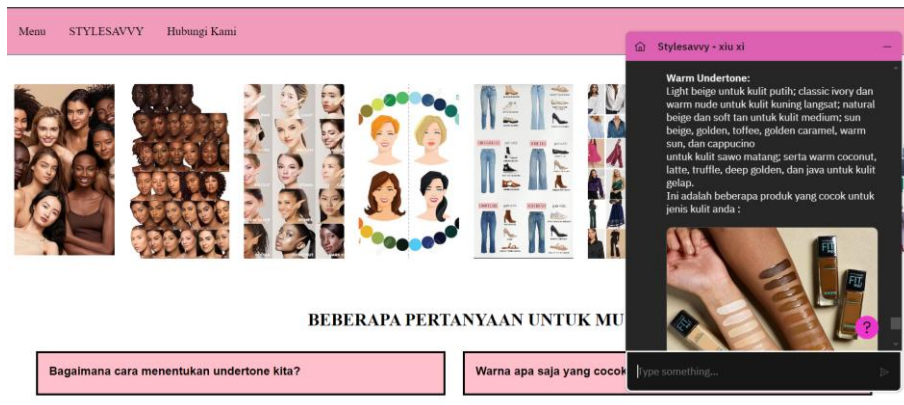 Menu STYLESAVVY Hubungi Kami
Stylesavvy - xiu xi
Warm Undertone:
Light beige untuk kulit putih; classic ivory dan
warm nude untuk kulit kuning langsat; natural
beige dan soft tan untuk kulit medium; sun
beige, golden, toffee, golden caramel, warm
sun, dan cappucino
untuk kulit sawo matang; serta warm coconut,
latte, truffle, deep golden, dan java untuk kulit
gelap.
Ini adalah beberapa produk yang cocok untuk
jenis kulit anda :
FIT
FIT
?
Type something...
BEBERAPA PERTANYAAN UNTUK MU
Bagaimana cara menentukan undertone kita?
Warna apa saja yang cocok